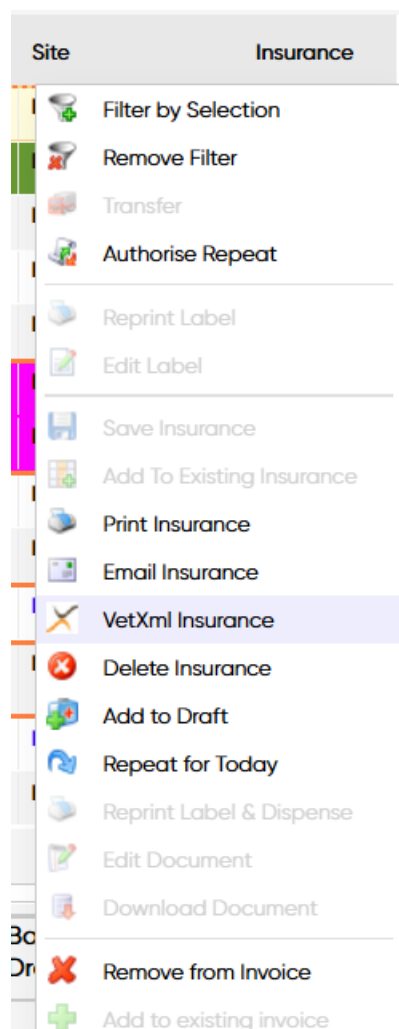 Site Insurance
Filter by Selection
Remove Filter
Transfer
Authorise Repeat
Reprint Label
Edit Label
Save Insurance
Add To Existing Insurance
Print Insurance
Email Insurance
VetXml Insurance
Delete Insurance
Add to Draft
Repeat for Today
Reprint Label & Dispense
Edit Document
Download Document
Remove from Invoice
Add to existing invoice